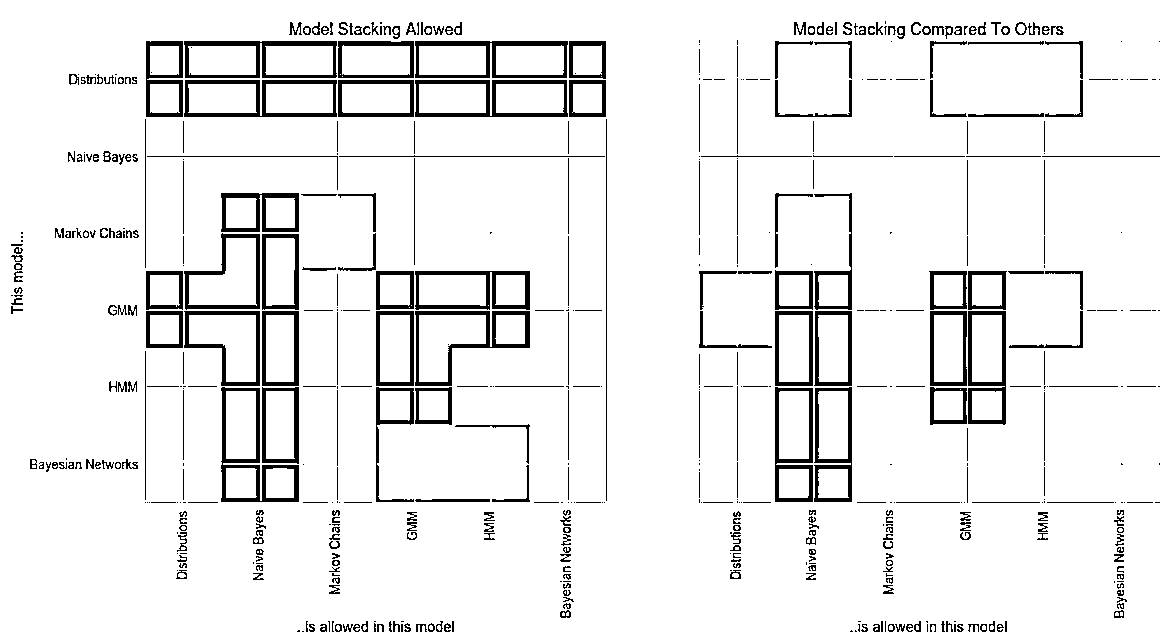 Model Stacking Allowed
Distributions
Naive Bayes
Markov Chains
GMM
HMM
Bayesian Networks
This model...
Distributions
Naive Bayes
Markov Chains
GMM
HMM
Bayesian Networks
..is allowed in this model
Model Stacking Compared To Others
Distributions
Naive Bayes
Markov Chains
GMM
HMM
Bayesian Networks
..is allowed in this model